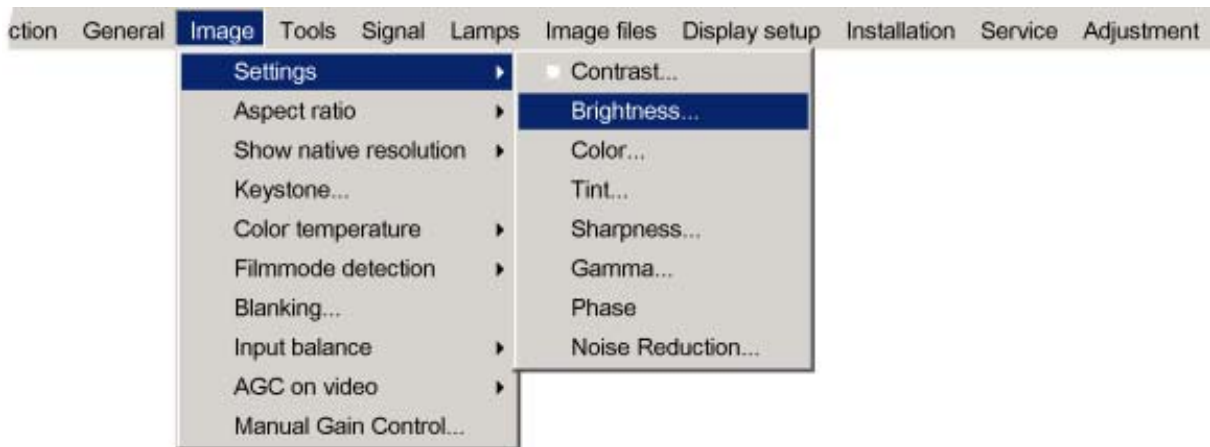 ction General Image Tools Signal Lamps Image files Display setup Installation Service Adjustment
Settings
Aspect ratio
Show native resolution
Keystone...
Color temperature
Filmmode detection
Blanking...
Input balance
AGC on video
Manual Gain Control...
Contrast...
Brightness...
Color...
Tint...
Sharpness...
Gamma...
Phase
Noise Reduction...